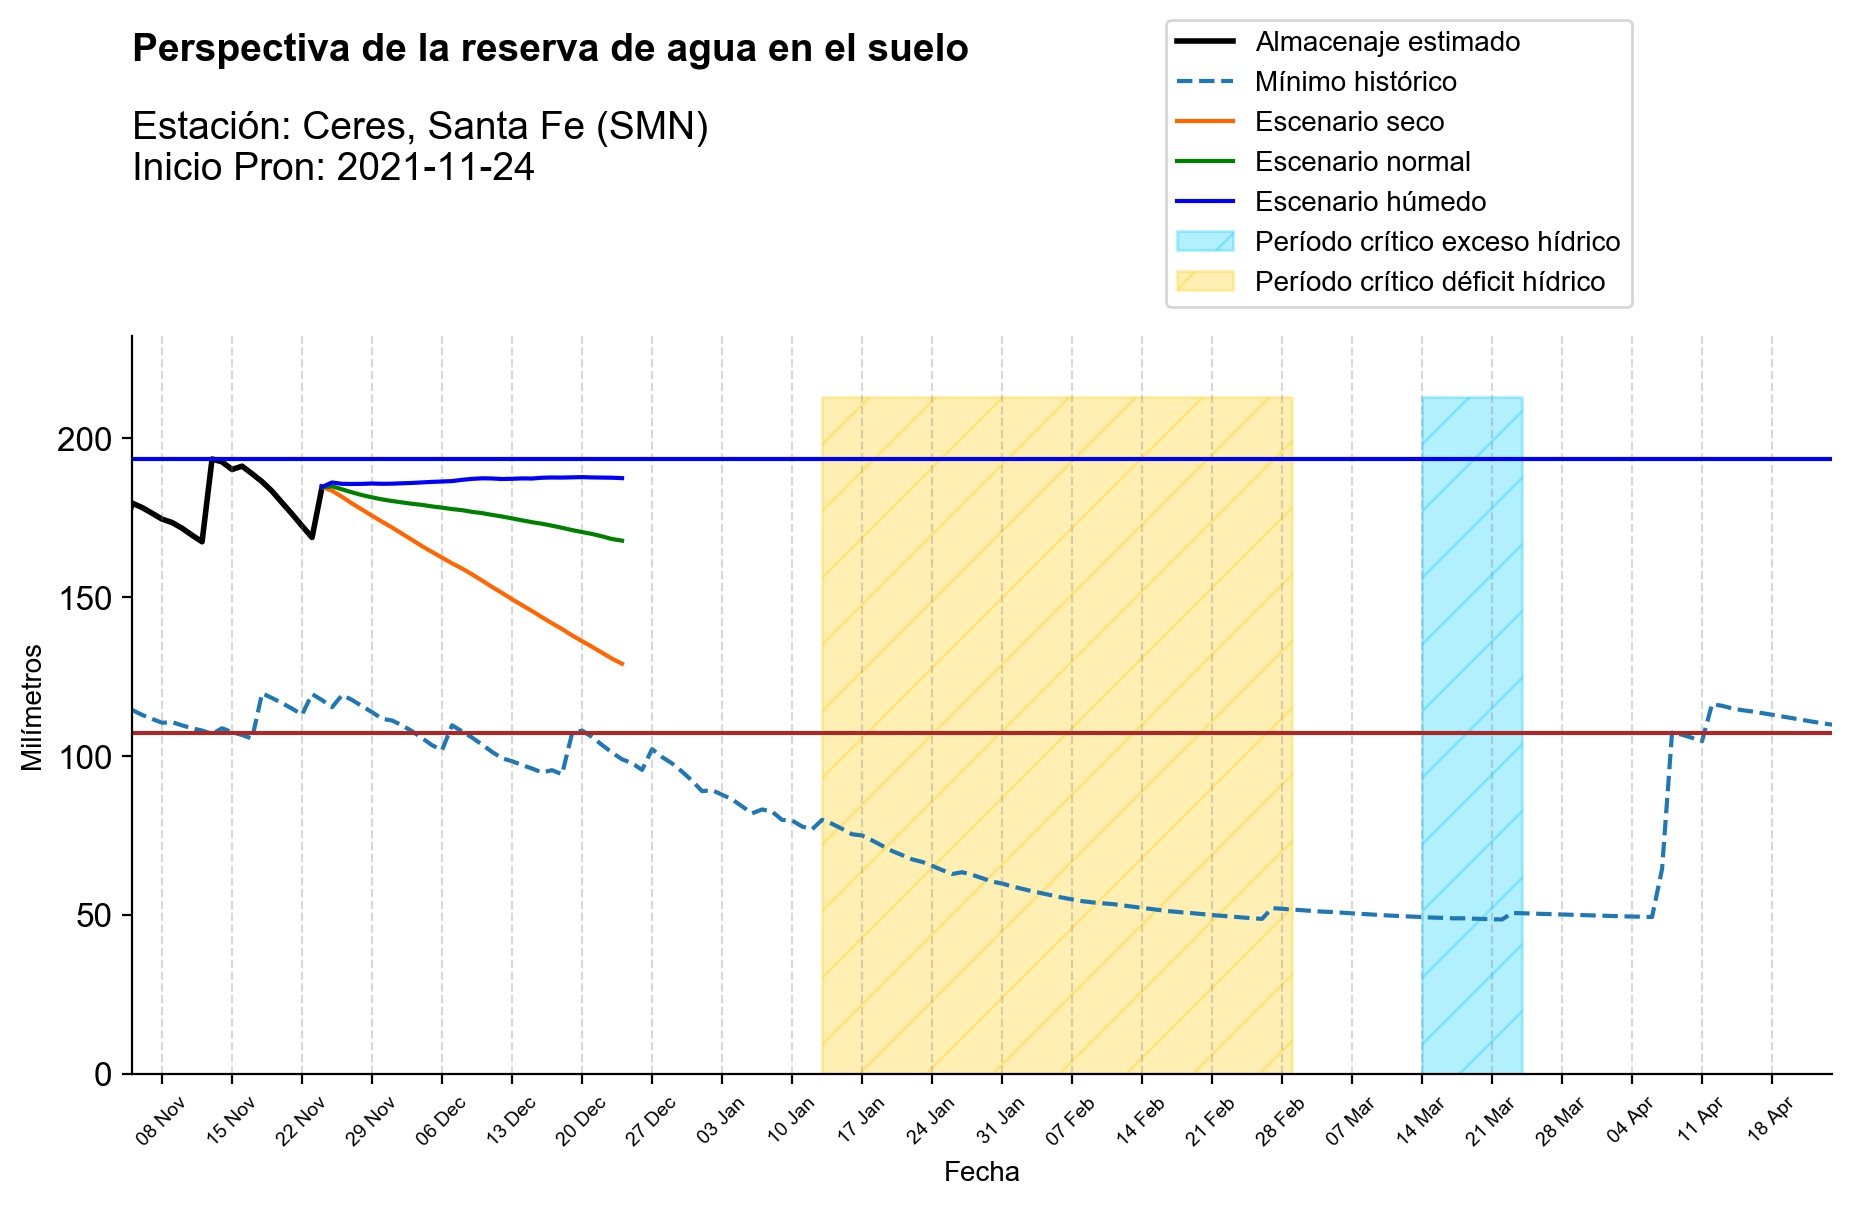 Perspectiva de la reserva de agua en el suelo
Estación: Ceres, Santa Fe (SMN)
Inicio Pron: 2021-11-24
Almacenaje estimado
Mínimo histórico
Escenario seco
Escenario normal
Escenario húmedo
Período crítico exceso hídrico
Período crítico déficit hídrico
200
150
100
50
0
Milímetros
08 Nov
15 Nov
22 Nov
29 Nov
06 Dec
13 Dec
20 Dec
27 Dec
03 Jan
10 Jan
17 Jan
24 Jan
31 Jan
07 Feb
14 Feb
21 Feb
28 Feb
07 Mar
14 Mar
21 Mar
28 Mar
04 Apr
11 Apr
18 Apr
Fecha